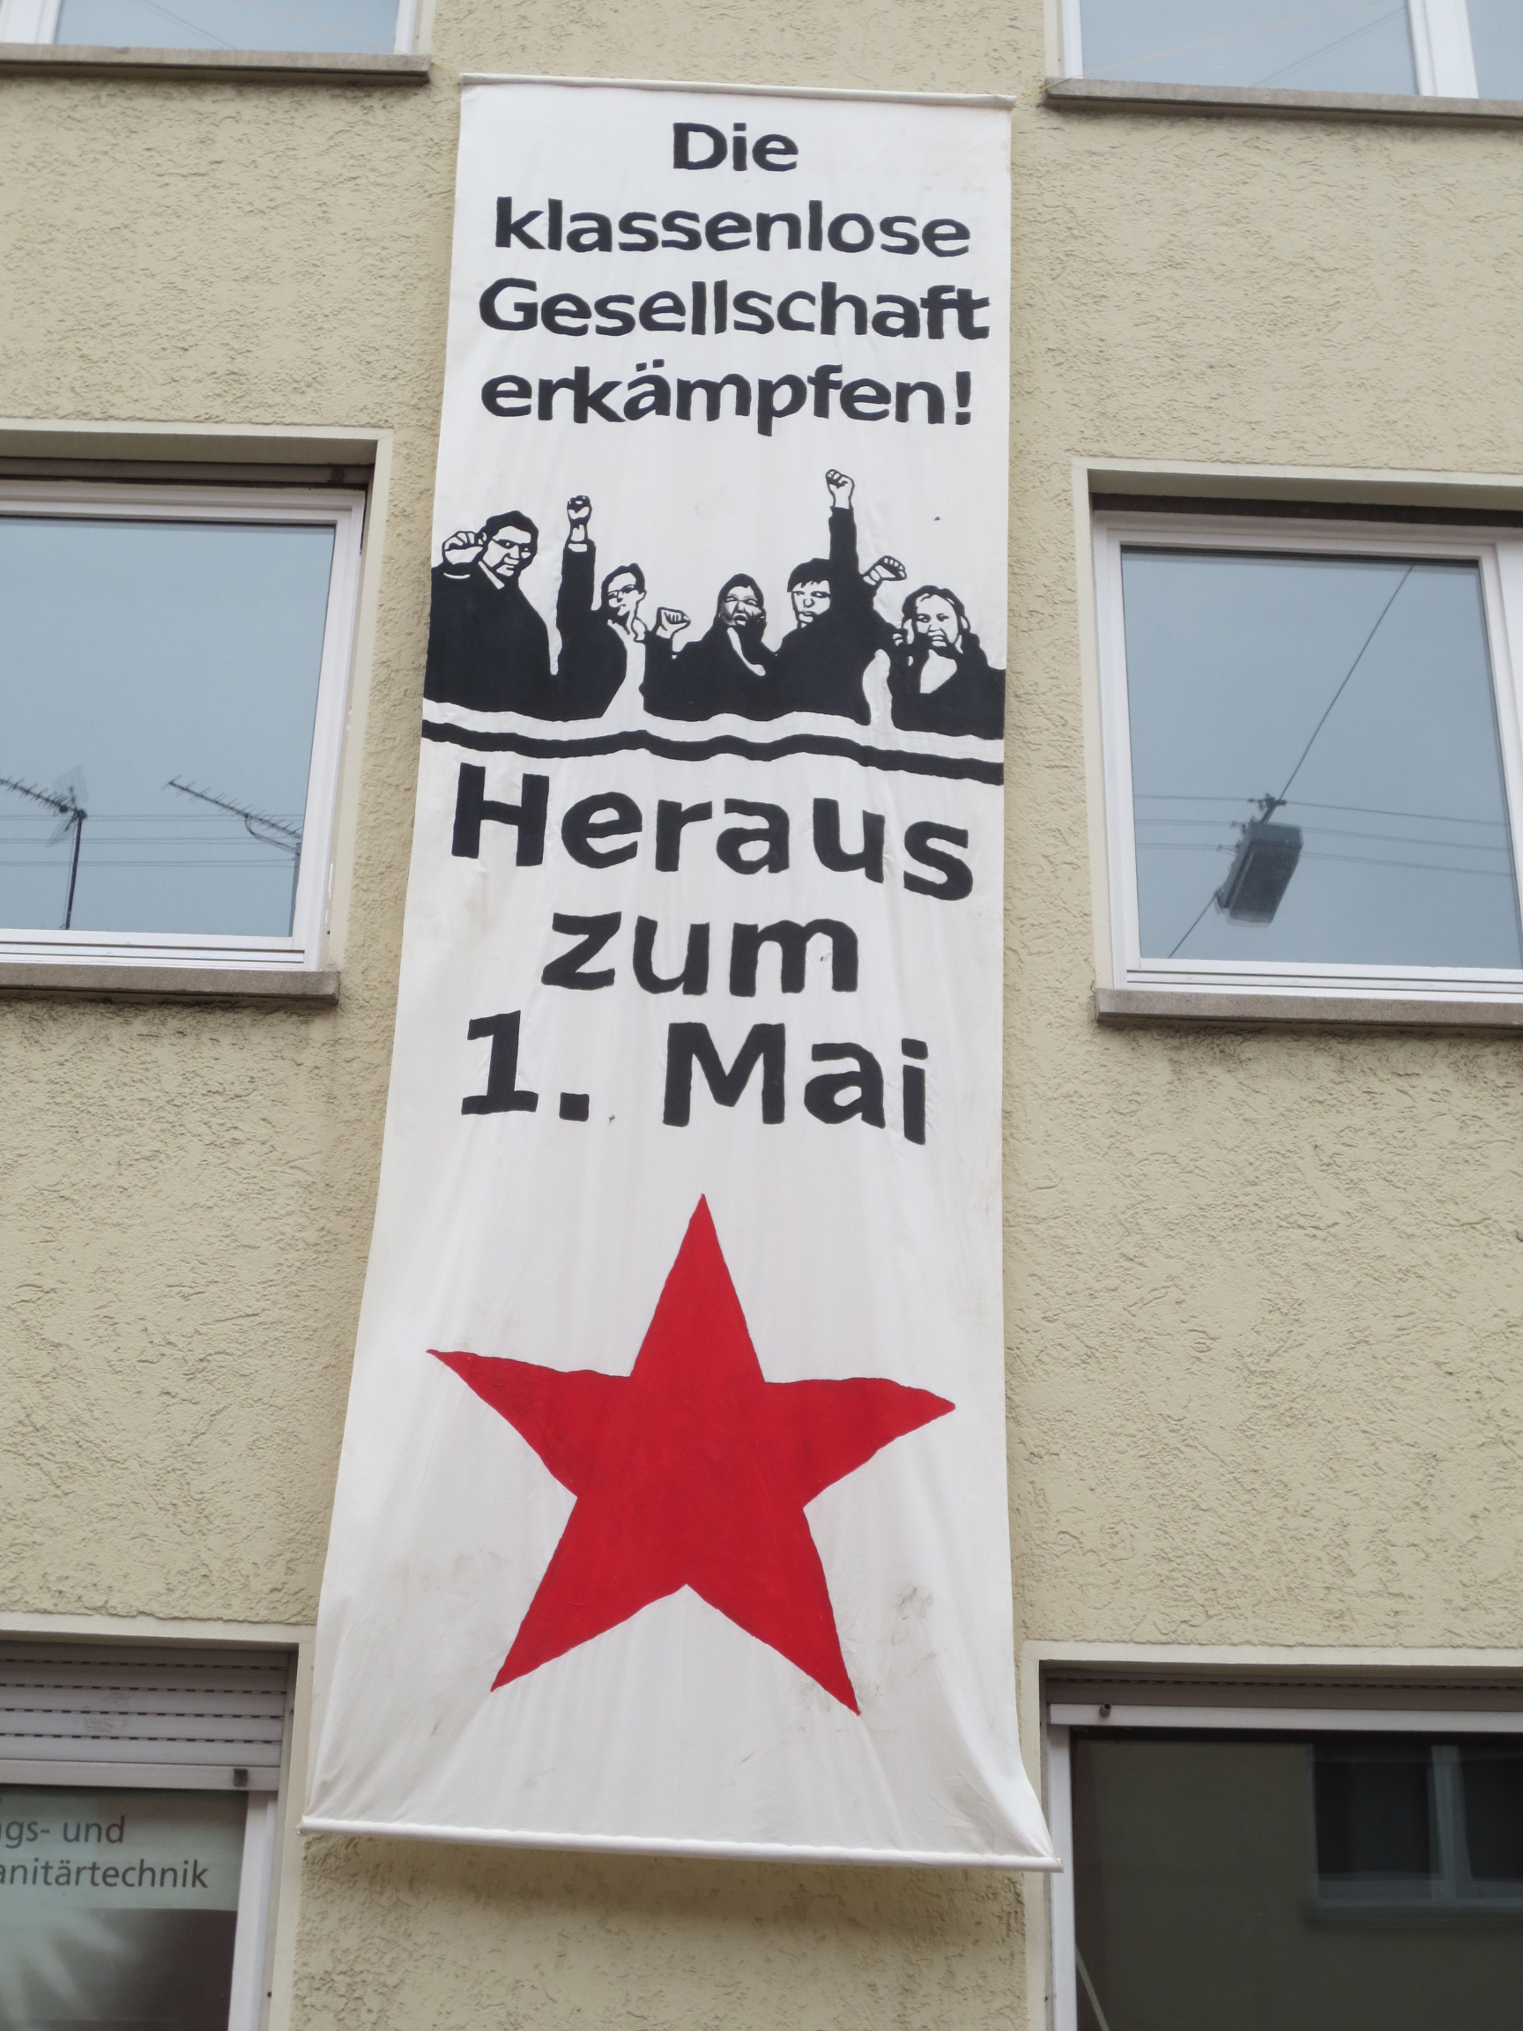 Die
klassenlose
Gesellschaft
erkämpfen!
Heraus
zum
1. Mai
gs- und
anitärtechnik